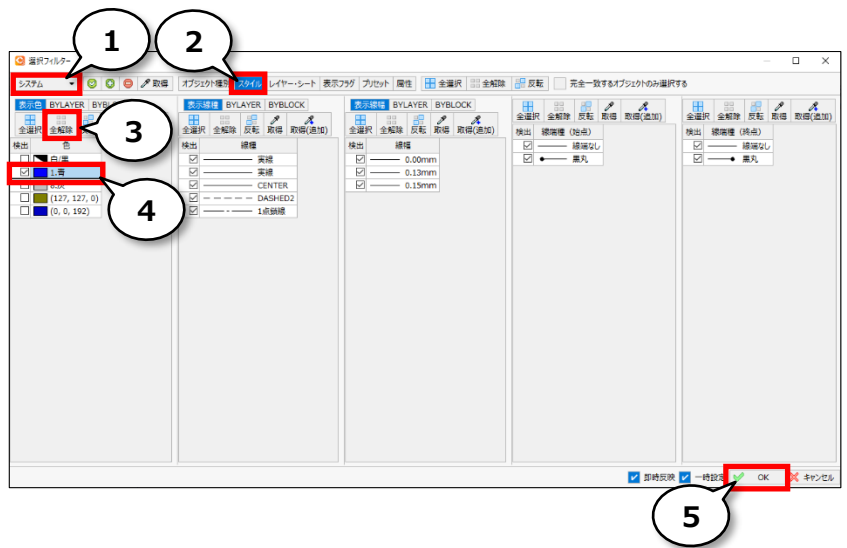 1
2
選択フィルター
システム
取得
オブジェクト種別 スタイル レイヤー・シート 表示フラグ プリセット 属性 全選択 全解除 反転 完全一致するオブジェクトのみ選択する
表示色 BYLAYER
全選択 全解除
検出 色
白/黒
1.青
(127, 127, 0)
(0, 0, 192)
3
4
表示線種 BYLAYER BYBLOCK
全選択 全解除 反転 取得 取得(追加)
検出 線種
実線
実線
CENTER
DASHED2
1点鎖線
表示線幅 BYLAYER BYBLOCK
全選択 全解除 反転 取得 取得(追加)
検出 線幅
0.00mm
0.13mm
0.15mm
全選択 全解除 反転 取得 取得(追加)
検出 線端種 (始点)
線端なし
黒丸
全選択 全解除 反転 取得 取得(追加)
検出 線端種 (終点)
線端なし
黒丸
即時反映 一時設定 OK キャンセル
5